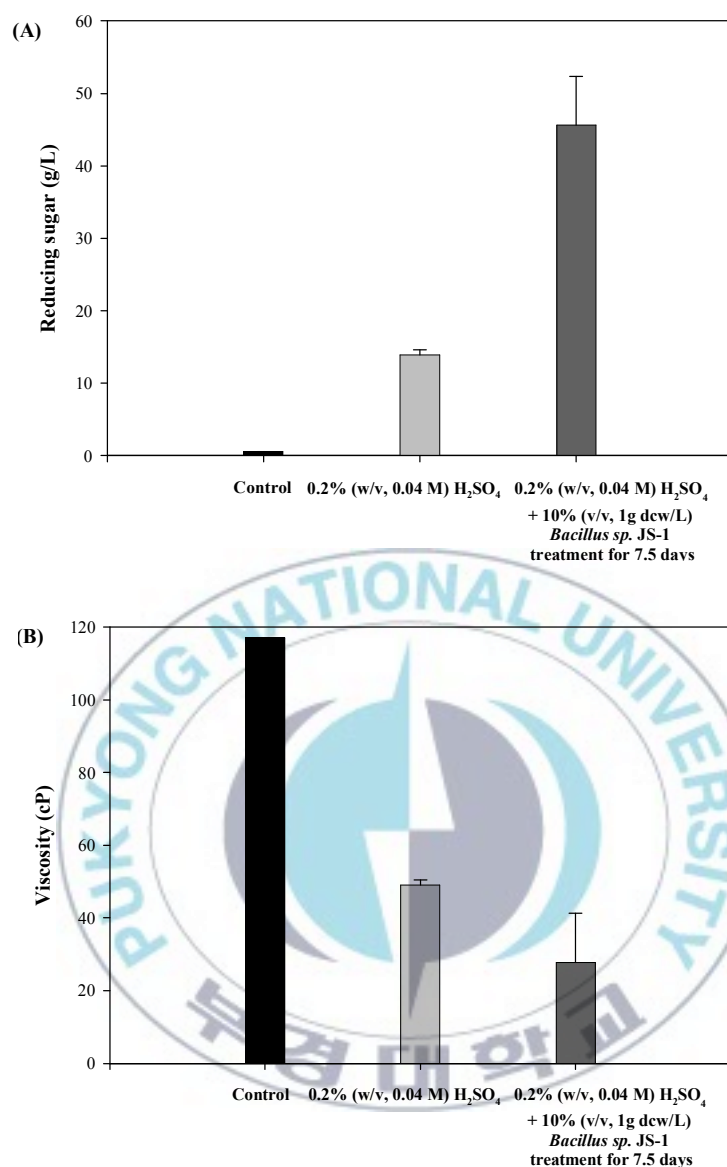 (A)
Reducing sugar (g/L)
60
50
40
30
20
10
0
Control
0.2% (w/v, 0.04 M) H₂SO₄
0.2% (w/v, 0.04 M) H₂SO₄
+ 10% (v/v, 1g dcw/L)
Bacillus sp. JS-1
treatment for 7.5 days
(B)
Viscosity (cP)
120
100
80
60
40
20
0
Control
0.2% (w/v, 0.04 M) H₂SO₄
0.2% (w/v, 0.04 M) H₂SO₄
+ 10% (v/v, 1g dcw/L)
Bacillus sp. JS-1
treatment for 7.5 days
PUKYONG NATIONAL UNIVERSITY
부경대학교